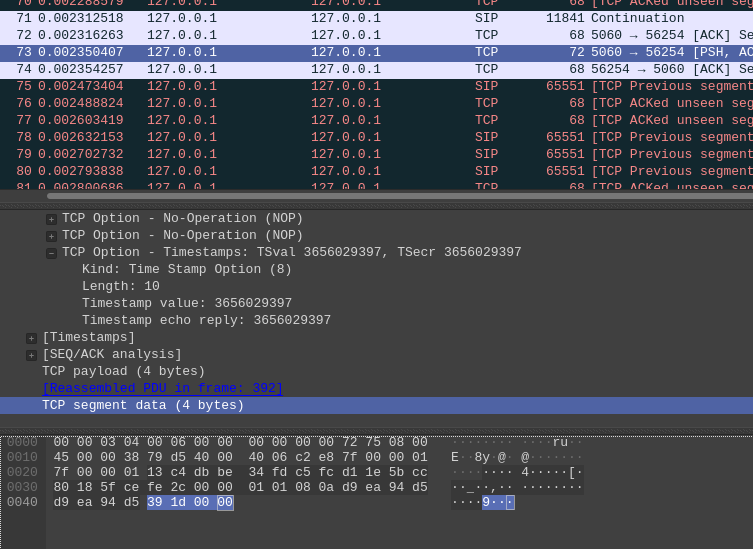 70 0.002288579 127.0.0.1 127.0.0.1 TCP 68 [TCP ACKed unseen seg
71 0.002312518 127.0.0.1 127.0.0.1 SIP 11841 Continuation
72 0.002316263 127.0.0.1 127.0.0.1 TCP 68 5060 → 56254 [ACK] Se
73 0.002350407 127.0.0.1 127.0.0.1 TCP 72 5060 → 56254 [PSH, AC
74 0.002354257 127.0.0.1 127.0.0.1 TCP 68 56254 → 5060 [ACK] Se
75 0.002473404 127.0.0.1 127.0.0.1 SIP 65551 [TCP Previous segment
76 0.002488824 127.0.0.1 127.0.0.1 TCP 68 [TCP ACKed unseen seg
77 0.002603419 127.0.0.1 127.0.0.1 TCP 68 [TCP ACKed unseen seg
78 0.002632153 127.0.0.1 127.0.0.1 SIP 65551 [TCP Previous segment
79 0.002702732 127.0.0.1 127.0.0.1 SIP 65551 [TCP Previous segment
80 0.002793838 127.0.0.1 127.0.0.1 SIP 65551 [TCP Previous segment
81 0.002800686 127.0.0.1 127.0.0.1 TCP 68 [TCP ACKed unseen seg
TCP Option - No-Operation (NOP)
TCP Option - No-Operation (NOP)
TCP Option - Timestamps: TSval 3656029397, TSecr 3656029397
Kind: Time Stamp Option (8)
Length: 10
Timestamp value: 3656029397
Timestamp echo reply: 3656029397
[Timestamps]
[SEQ/ACK analysis]
TCP payload (4 bytes)
[Reassembled PDU in frame: 392]
TCP segment data (4 bytes)
0000 00 00 03 04 00 06 00 00 00 00 00 00 72 75 08 00 ········ ····ru··
0010 45 00 00 38 79 d5 40 00 40 06 c2 e8 7f 00 00 01 E··8y·@· @·······
0020 7f 00 00 01 13 c4 db be 34 fd c5 fc d1 1e 5b cc ········ 4·····[·
0030 80 18 5f ce fe 2c 00 00 01 01 08 0a d9 ea 94 d5 ··_··,·· ········
0040 d9 ea 94 d5 39 1d 00 00 ····9···